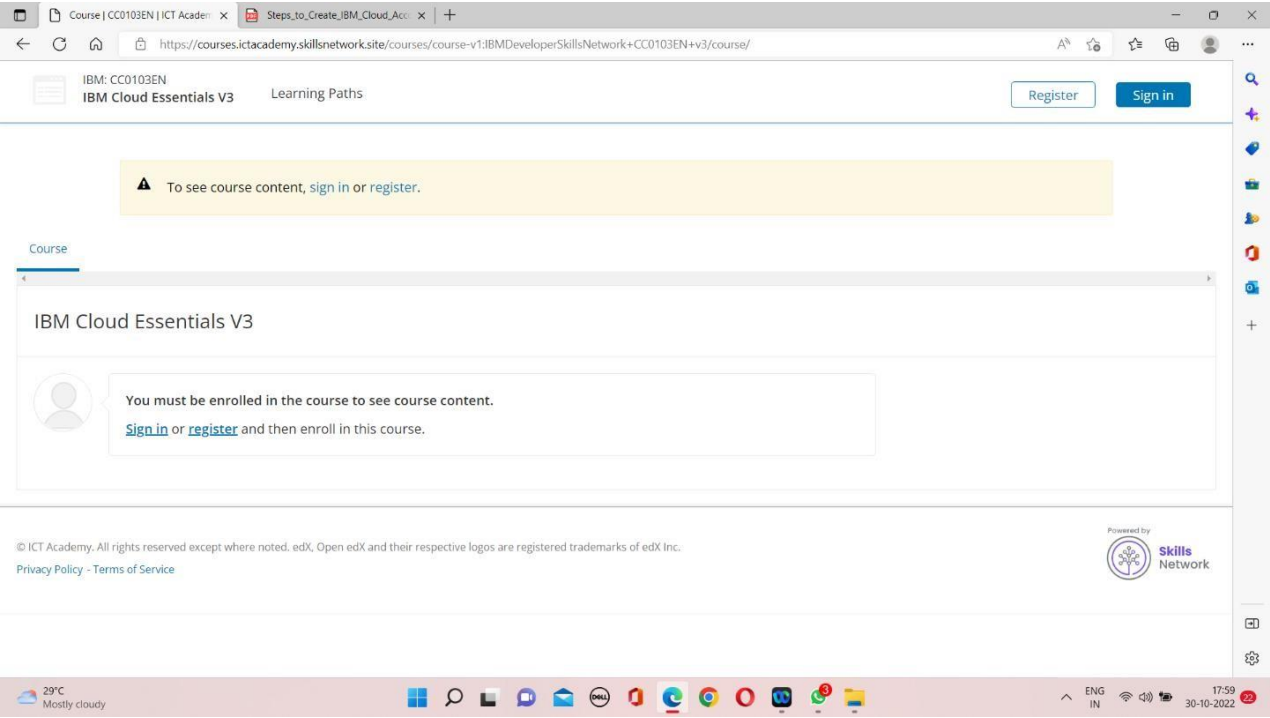 Course | CC0103EN | ICT Academ
Steps_to_Create_IBM_Cloud_Acc
https://courses.ictacademy.skillsnetwork.site/courses/course-v1:IBMDeveloperSkillsNetwork+CC0103EN+v3/course/
IBM: CC0103EN
IBM Cloud Essentials V3
Learning Paths
Register
Sign in
To see course content, sign in or register.
Course
IBM Cloud Essentials V3
You must be enrolled in the course to see course content.
Sign in or register and then enroll in this course.
© ICT Academy. All rights reserved except where noted. edX, Open edX and their respective logos are registered trademarks of edX Inc.
Privacy Policy - Terms of Service
Powered by
Skills
Network
29°C
Mostly cloudy
DELL
3
ENG
IN
17:59
30-10-2022
22